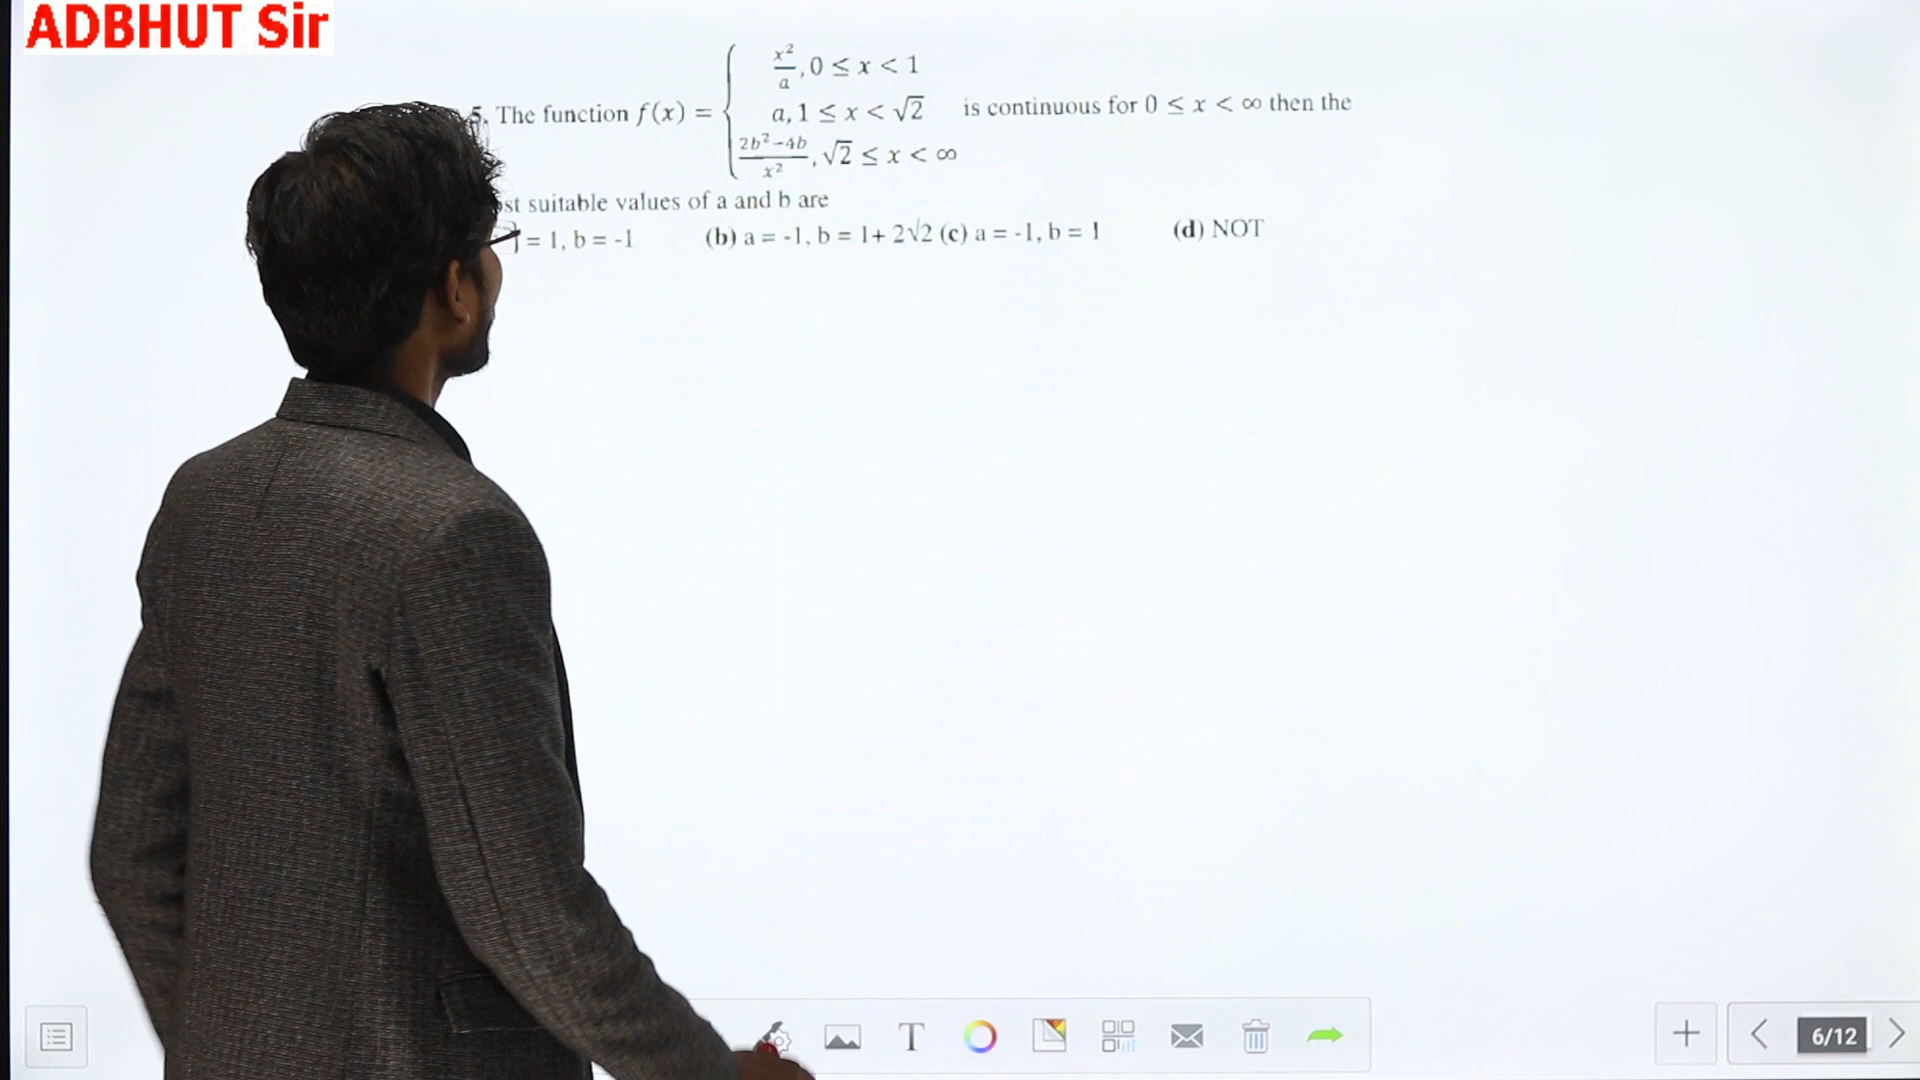 ADBHUT Sir
5. The function f(x) = { x²/a, 0 ≤ x < 1
a, 1 ≤ x < √2 is continuous for 0 ≤ x < ∞ then the
2b²−4b/x², √2 ≤ x < ∞
suitable values of a and b are
= 1, b = -1 (b) a = -1, b = 1+ 2√2 (c) a = -1, b = 1 (d) NOT
T
6/12